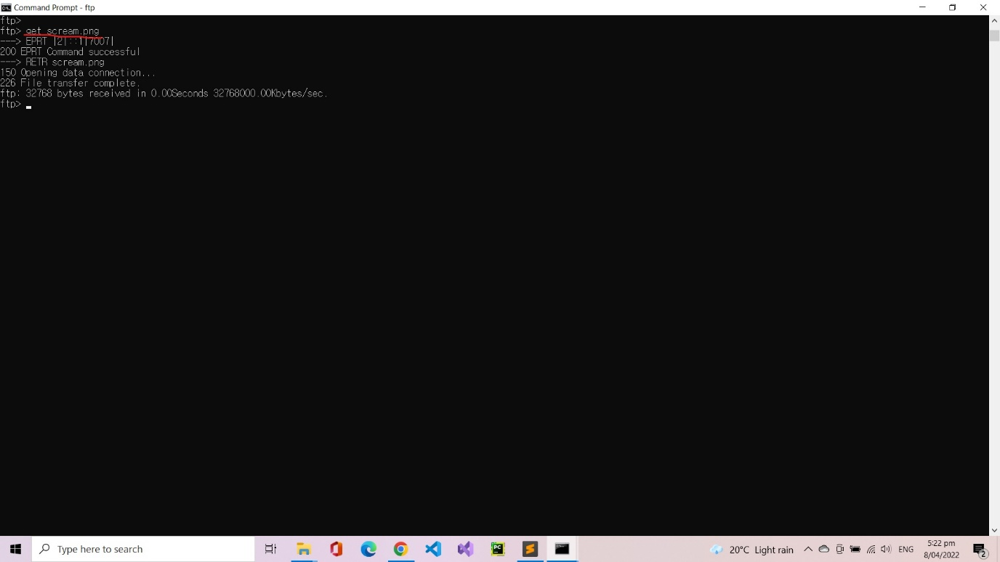 Command Prompt - ftp
ftp>
ftp> get scream.png
---> EPRT |2|::1|7007|
200 EPRT Command successful
---> RETR scream.png
150 Opening data connection...
226 File transfer complete.
ftp: 32768 bytes received in 0.00Seconds 32768000.00Kbytes/sec.
ftp>
Type here to search
PC
20°C Light rain
ENG
5:22 pm
8/04/2022
2